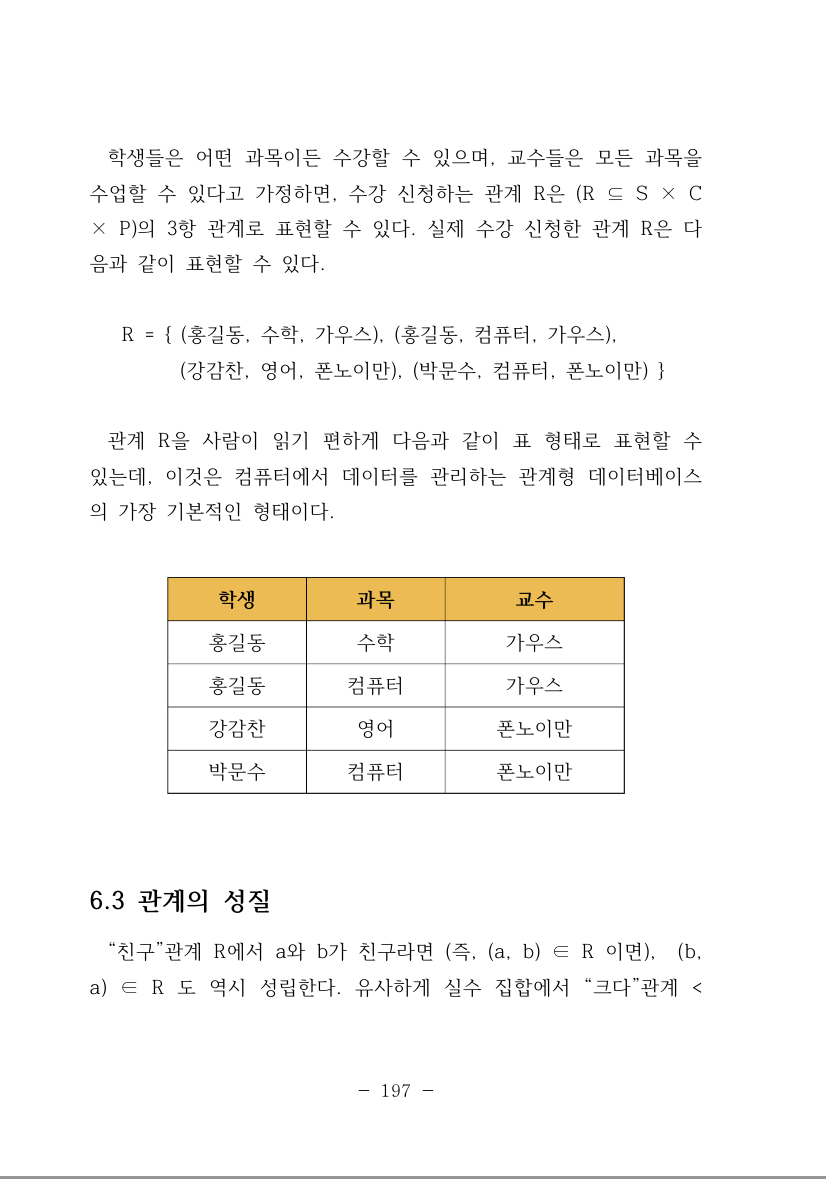 학생들은 어떤 과목이든 수강할 수 있으며, 교수들은 모든 과목을
수업할 수 있다고 가정하면, 수강 신청하는 관계 R은 (R ⊆ S × C
× P)의 3항 관계로 표현할 수 있다. 실제 수강 신청한 관계 R은 다
음과 같이 표현할 수 있다.
R = { (홍길동, 수학, 가우스), (홍길동, 컴퓨터, 가우스),
(강감찬, 영어, 폰노이만), (박문수, 컴퓨터, 폰노이만) }
관계 R을 사람이 읽기 편하게 다음과 같이 표 형태로 표현할 수
있는데, 이것은 컴퓨터에서 데이터를 관리하는 관계형 데이터베이스
의 가장 기본적인 형태이다.
학생 과목 교수
홍길동 수학 가우스
홍길동 컴퓨터 가우스
강감찬 영어 폰노이만
박문수 컴퓨터 폰노이만
6.3 관계의 성질
“친구”관계 R에서 a와 b가 친구라면 (즉, (a, b) ∈ R 이면), (b,
a) ∈ R 도 역시 성립한다. 유사하게 실수 집합에서 “크다”관계 <
− 197 −